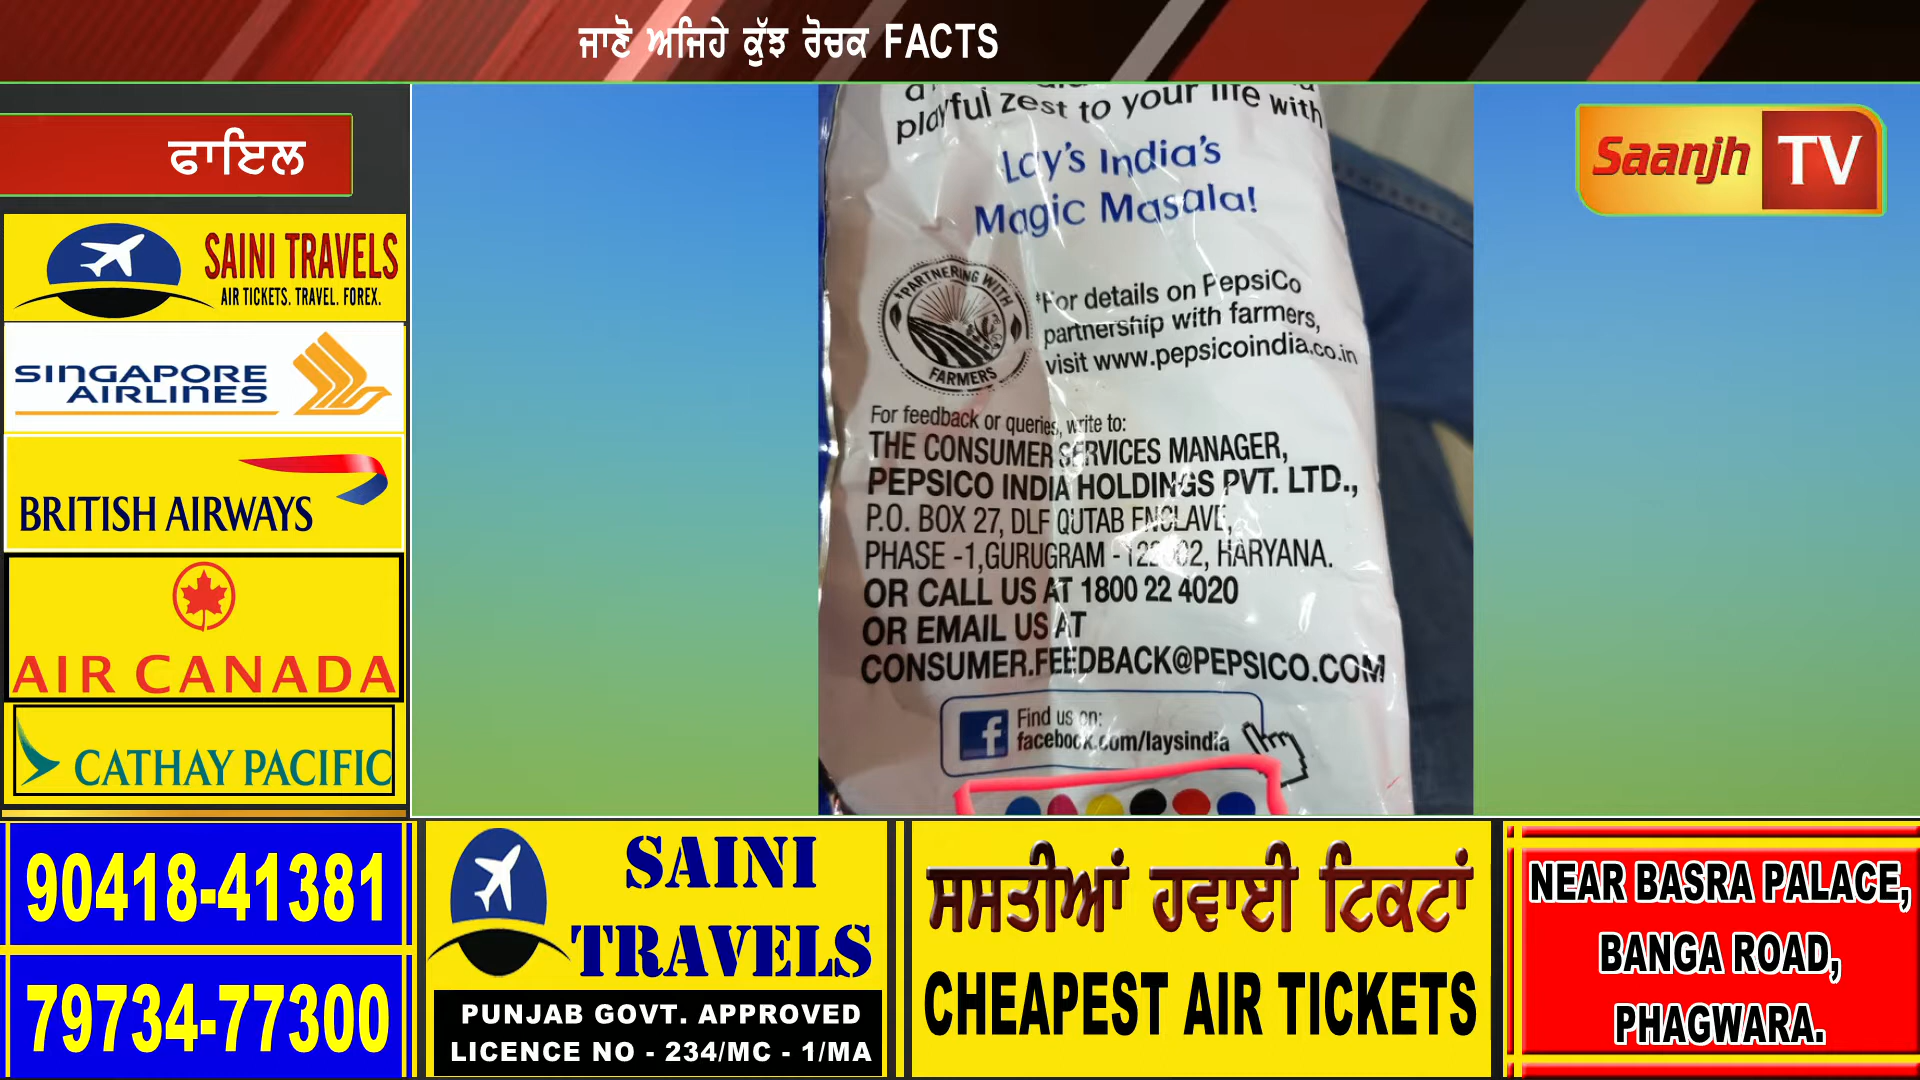 ਜਾਣੋ ਅਜਿਹੇ ਕੁੱਝ ਰੋਚਕ FACTS
ਫਾਇਲ
SAINI TRAVELS
AIR TICKETS. TRAVEL. FOREX.
SINGAPORE
AIRLINES
BRITISH AIRWAYS
AIR CANADA
CATHAY PACIFIC
playful zest to your life with
Lay's India's
Magic Masala!
PARTNERING WITH
FARMERS
*For details on PepsiCo
partnership with farmers,
visit www.pepsicoindia.co.in
For feedback or queries, write to:
THE CONSUMER SERVICES MANAGER,
PEPSICO INDIA HOLDINGS PVT. LTD.,
P.O. BOX 27, DLF QUTAB ENCLAVE,
PHASE -1,GURUGRAM - HARYANA.
OR CALL US AT 1800 22 4020
OR EMAIL US AT
CONSUMER.FEEDBACK@PEPSICO.COM
Find us on:
facebook.com/laysindia
Saanjh TV
90418-41381
79734-77300
SAINI
TRAVELS
PUNJAB GOVT. APPROVED
LICENCE NO - 234/MC - 1/MA
ਸਸਤੀਆਂ ਹਵਾਈ ਟਿਕਟਾਂ
CHEAPEST AIR TICKETS
NEAR BASRA PALACE,
BANGA ROAD,
PHAGWARA.